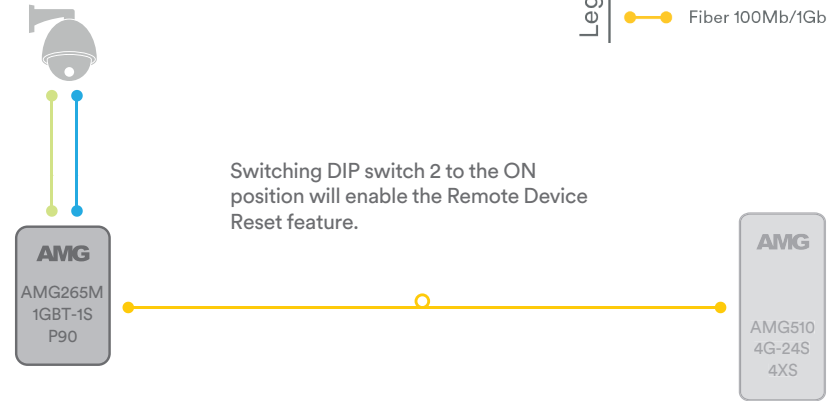 Leg
Fiber 100Mb/1Gb
Switching DIP switch 2 to the ON
position will enable the Remote Device
Reset feature.
AMG
AMG265M
1GBT-1S
P90
AMG
AMG510
4G-24S
4XS